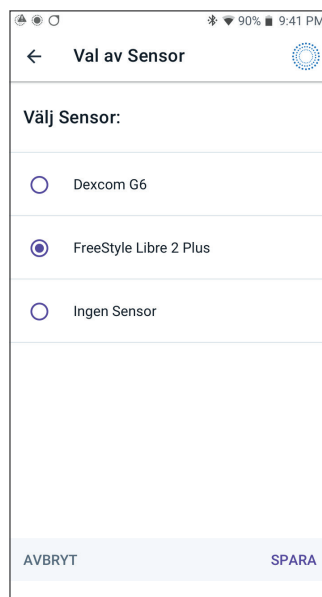 90% 9:41 PM
Val av Sensor
Välj Sensor:
Dexcom G6
FreeStyle Libre 2 Plus
Ingen Sensor
AVBRYT SPARA